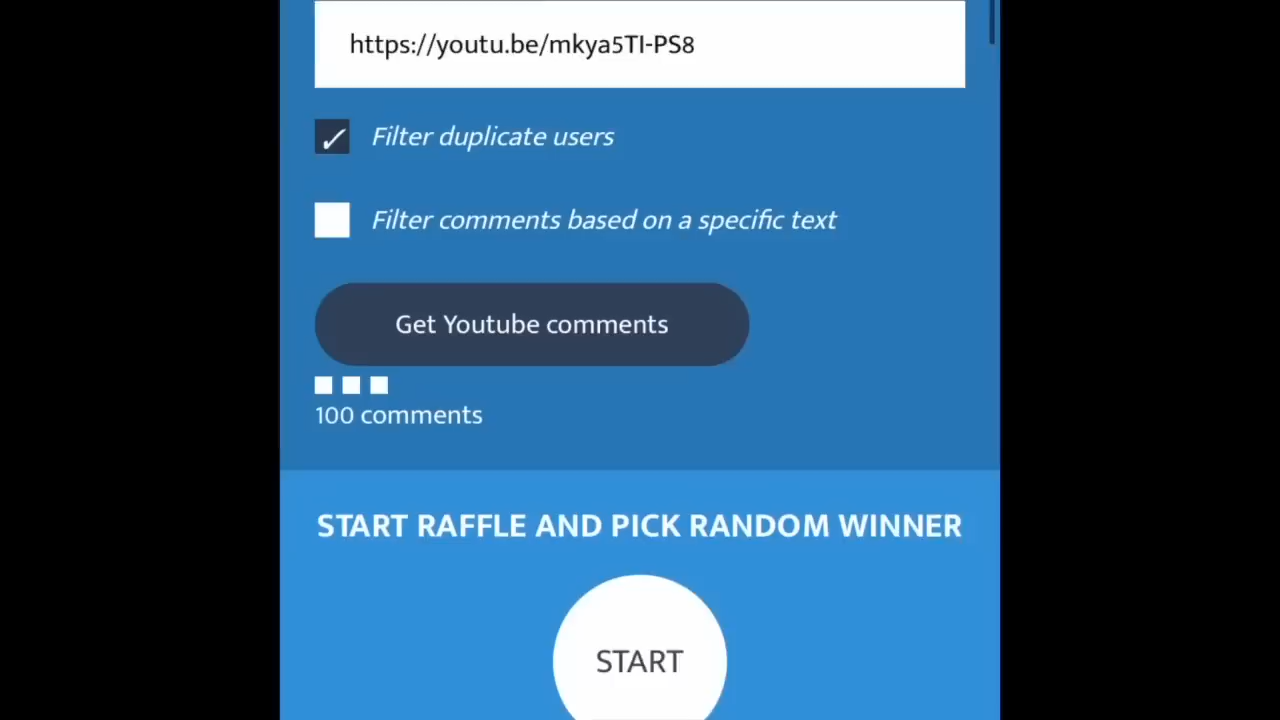 https://youtu.be/mkya5TI-PS8
Filter duplicate users
Filter comments based on a specific text
Get Youtube comments
100 comments
START RAFFLE AND PICK RANDOM WINNER
START